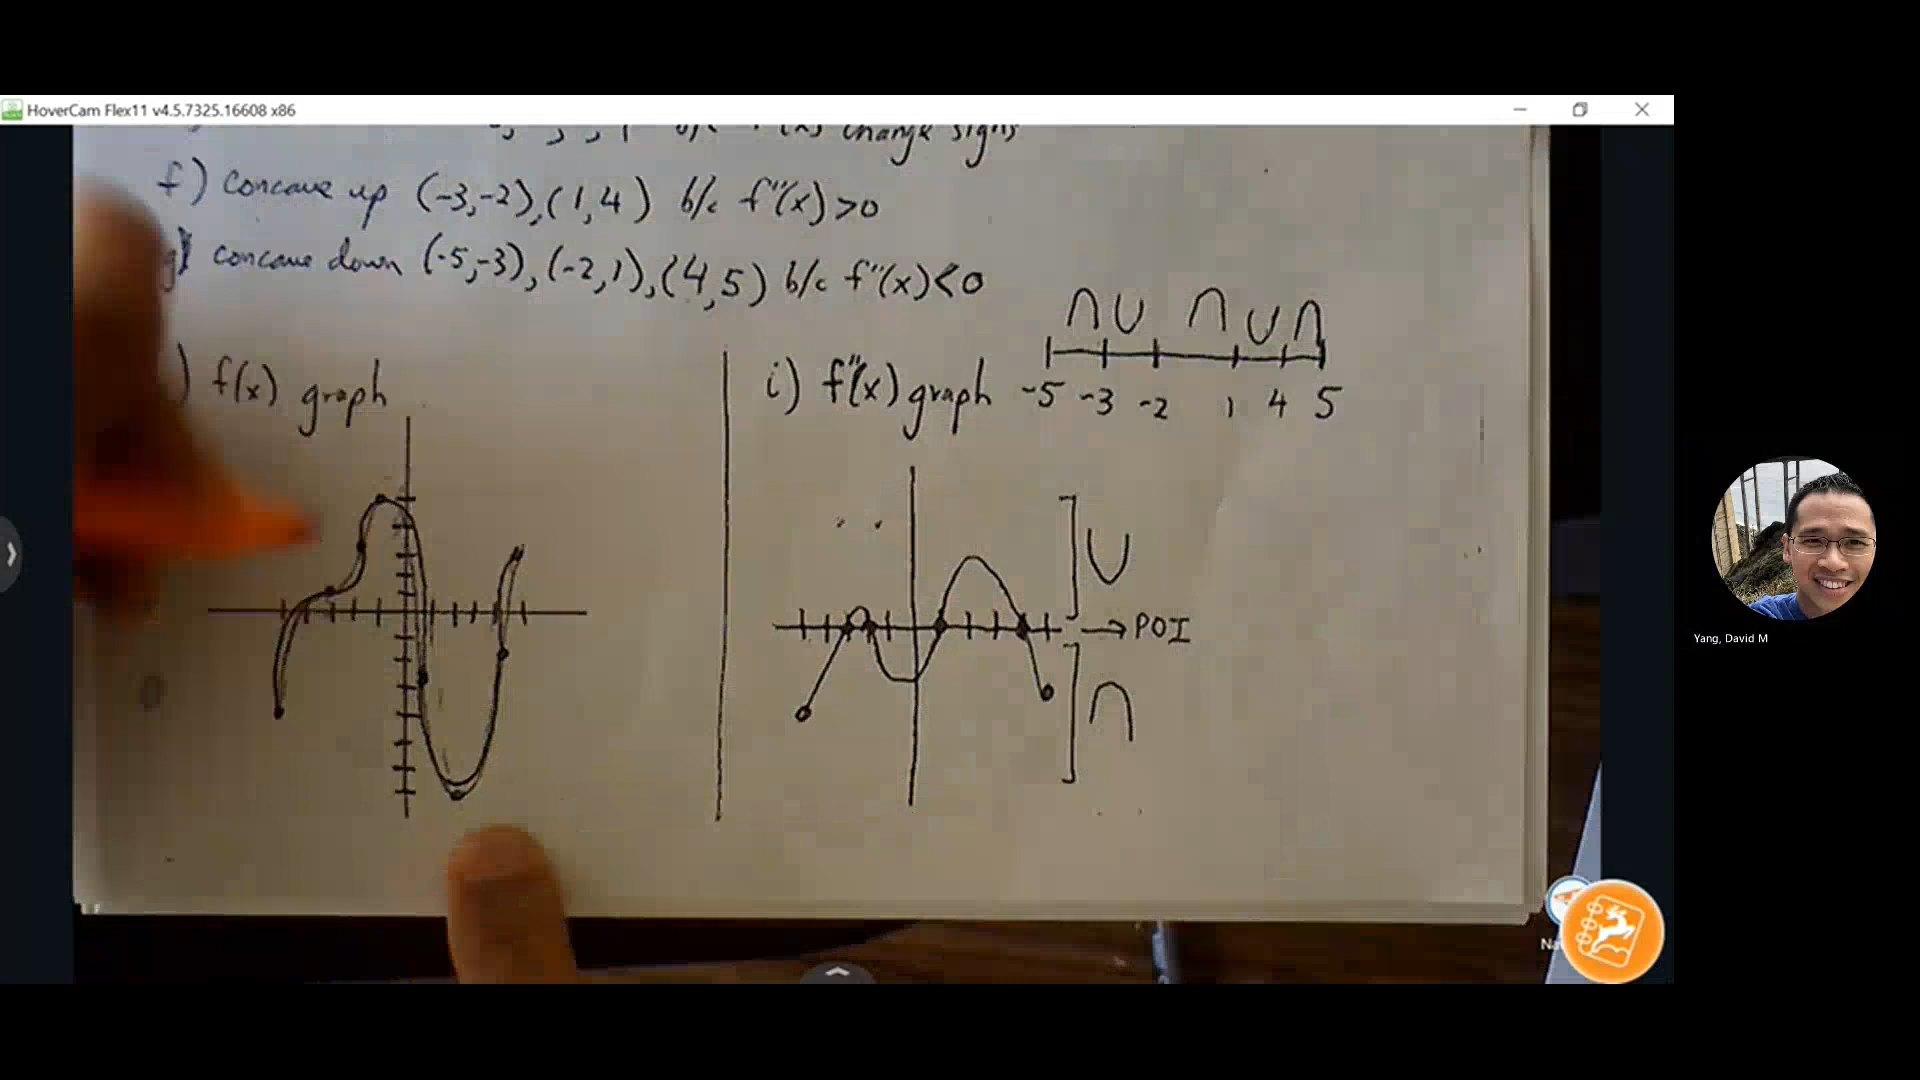 HoverCam Flex11 v4.5.7325.16608 x86
change signs
f) concave up (-3,-2),(1,4) b/c f''(x)>0
g) concave down (-5,-3),(-2,1),(4,5) b/c f''(x)<0
) f(x) graph
i) f''(x) graph
-5 -3 -2 1 4 5
POI
Yang, David M